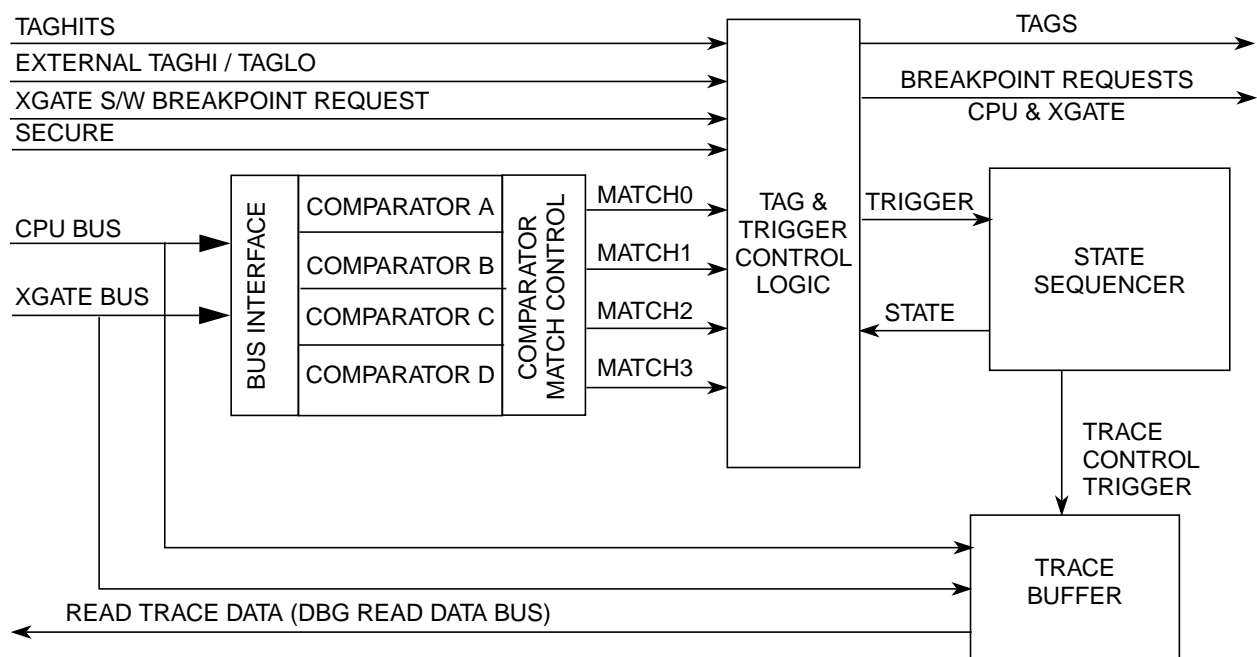 TAGHITS
EXTERNAL TAGHI / TAGLO
XGATE S/W BREAKPOINT REQUEST
SECURE
TAGS
BREAKPOINT REQUESTS
CPU & XGATE
CPU BUS
XGATE BUS
BUS INTERFACE
COMPARATOR A
COMPARATOR B
COMPARATOR C
COMPARATOR D
COMPARATOR
MATCH CONTROL
MATCH0
MATCH1
MATCH2
MATCH3
TAG &
TRIGGER
CONTROL
LOGIC
TRIGGER
STATE
STATE
SEQUENCER
TRACE
CONTROL
TRIGGER
TRACE
BUFFER
READ TRACE DATA (DBG READ DATA BUS)